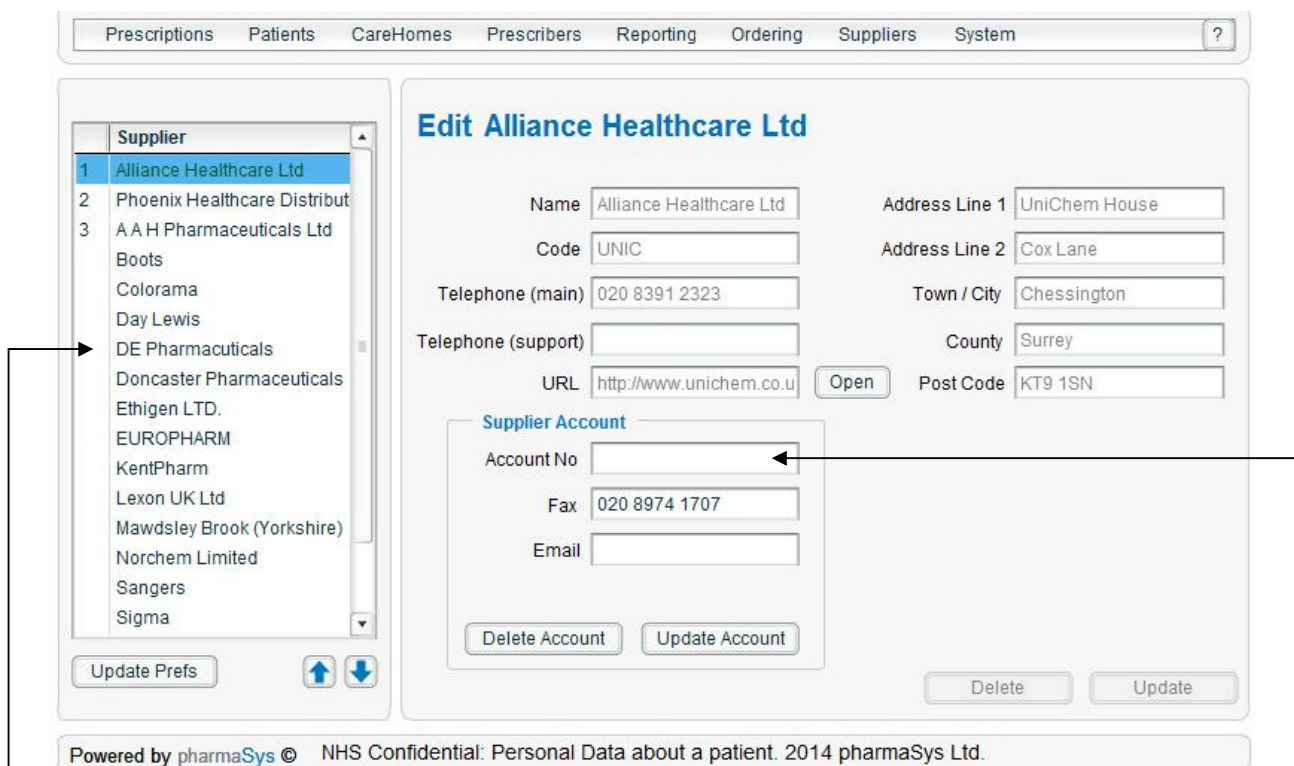 Prescriptions Patients CareHomes Prescribers Reporting Ordering Suppliers System ?
Supplier
1 Alliance Healthcare Ltd
2 Phoenix Healthcare Distribut
3 A A H Pharmaceuticals Ltd
Boots
Colorama
Day Lewis
DE Pharmacuticals
Doncaster Pharmaceuticals
Ethigen LTD.
EUROPHARM
KentPharm
Lexon UK Ltd
Mawdsley Brook (Yorkshire)
Norchem Limited
Sangers
Sigma
Update Prefs
Edit Alliance Healthcare Ltd
Name Alliance Healthcare Ltd
Code UNIC
Telephone (main) 020 8391 2323
Telephone (support)
URL http://www.unichem.co.u Open
Address Line 1 UniChem House
Address Line 2 Cox Lane
Town / City Chessington
County Surrey
Post Code KT9 1SN
Supplier Account
Account No
Fax 020 8974 1707
Email
Delete Account Update Account
Delete Update
Powered by pharmaSys © NHS Confidential: Personal Data about a patient. 2014 pharmaSys Ltd.